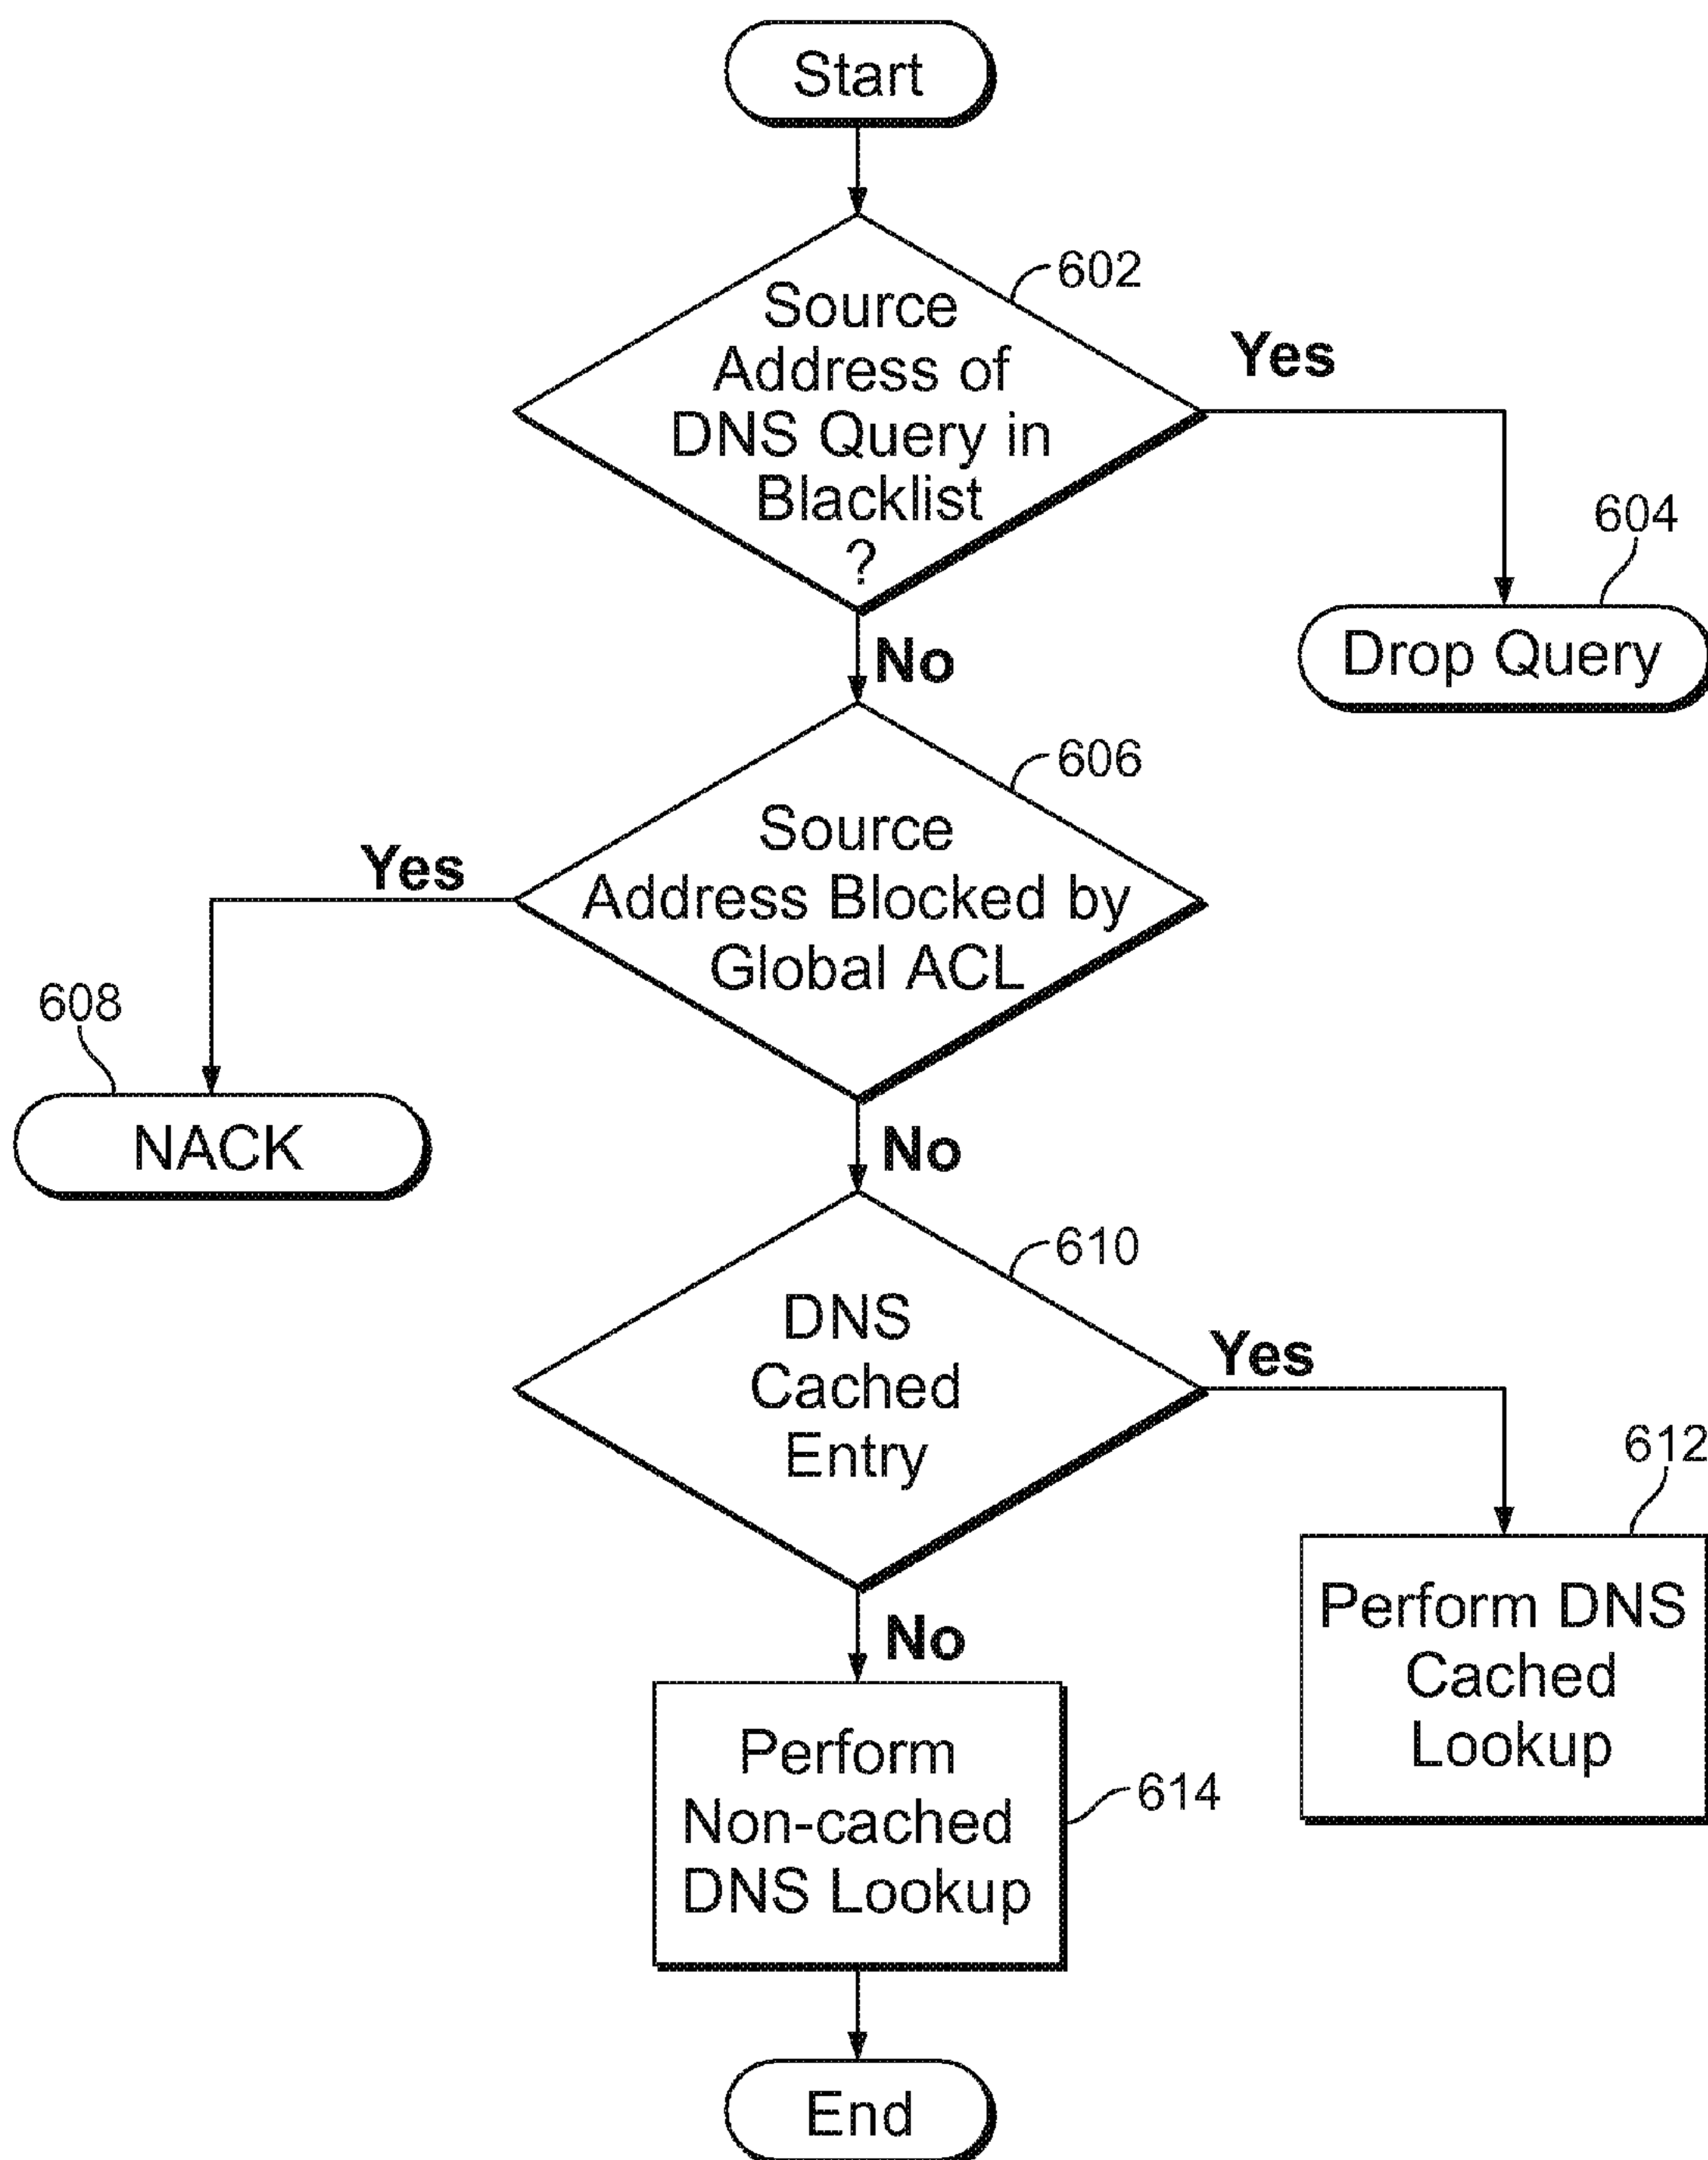 Start
602
Source
Address of
DNS Query in
Blacklist
?
Yes
604
Drop Query
No
606
Source
Address Blocked by
Global ACL
Yes
608
NACK
No
610
DNS
Cached
Entry
Yes
612
Perform DNS
Cached
Lookup
No
Perform
Non-cached
DNS Lookup
614
End